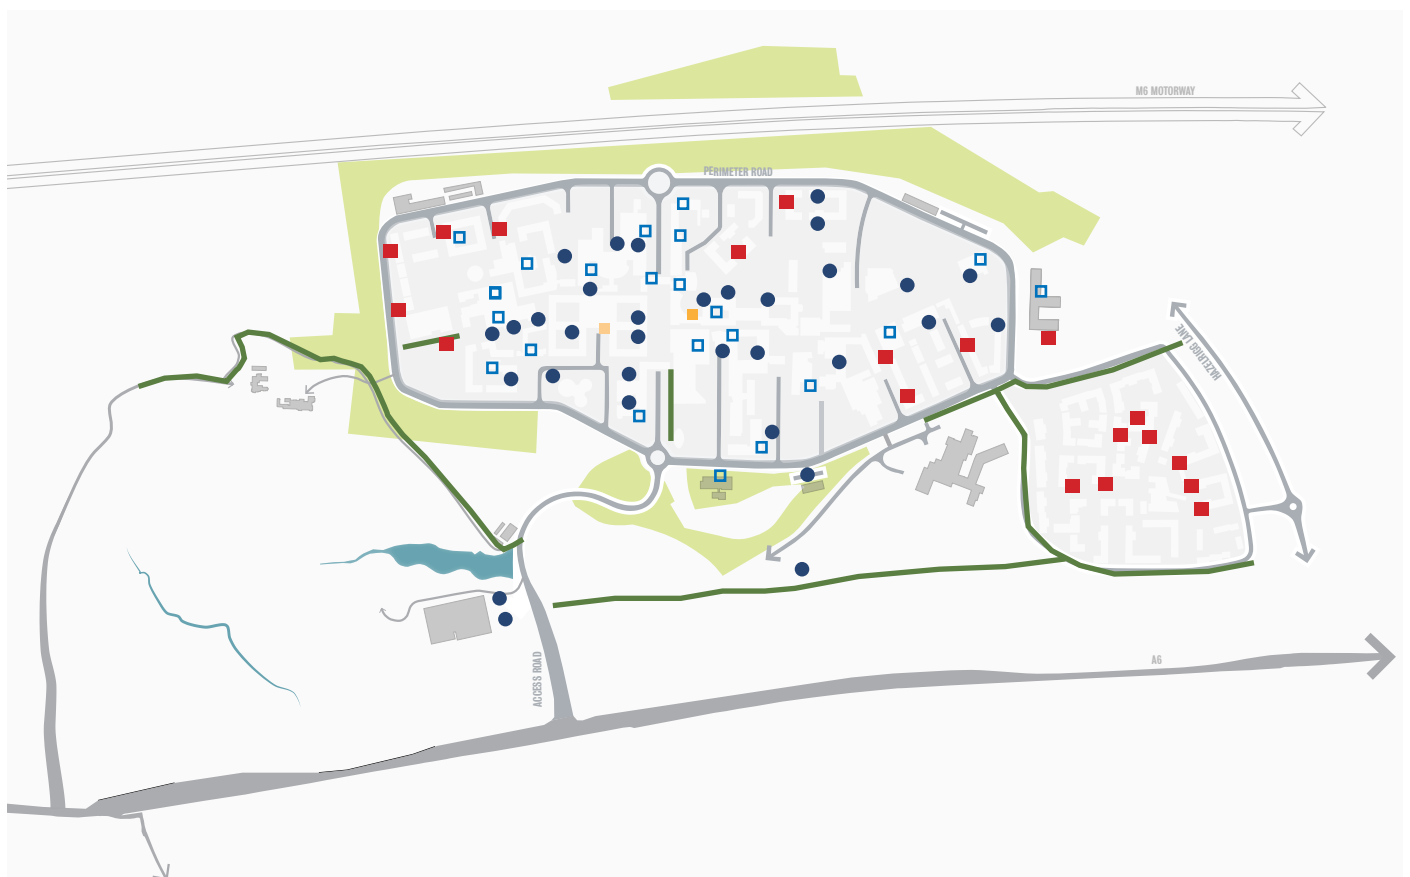 M6 MOTORWAY
PERIMETER ROAD
HAZELRIGG LANE
ACCESS ROAD
A6